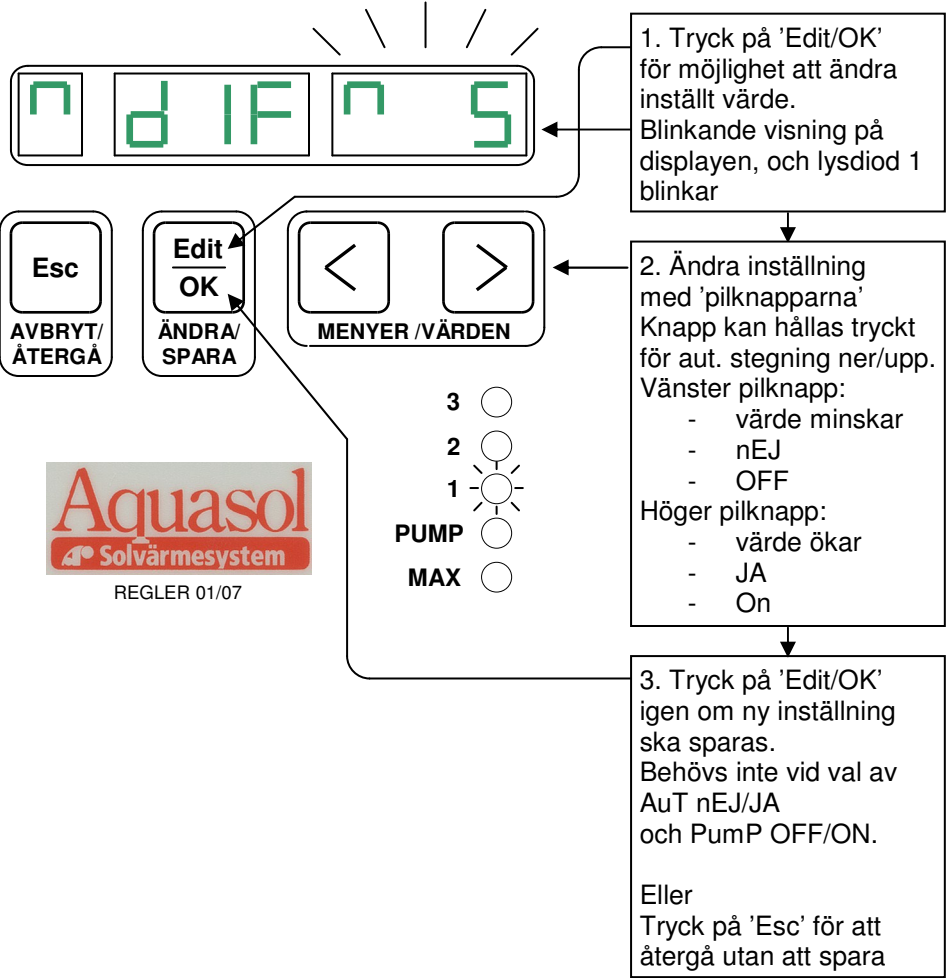 1. Tryck på ’Edit/OK’
för möjlighet att ändra
inställt värde.
Blinkande visning på
displayen, och lysdiod 1
blinkar
n dIF n 5
Esc
AVBRYT/
ÅTERGÅ
Edit
OK
ÄNDRA/
SPARA
< >
MENYER /VÄRDEN
2. Ändra inställning
med ’pilknapparna’
Knapp kan hållas tryckt
för aut. stegning ner/upp.
Vänster pilknapp:
- värde minskar
- nEJ
- OFF
Höger pilknapp:
- värde ökar
- JA
- On
3
2
1
PUMP
MAX
Aquasol
Solvärmesystem
REGLER 01/07
3. Tryck på ’Edit/OK’
igen om ny inställning
ska sparas.
Behövs inte vid val av
AuT nEJ/JA
och PumP OFF/ON.
Eller
Tryck på ’Esc’ för att
återgå utan att spara